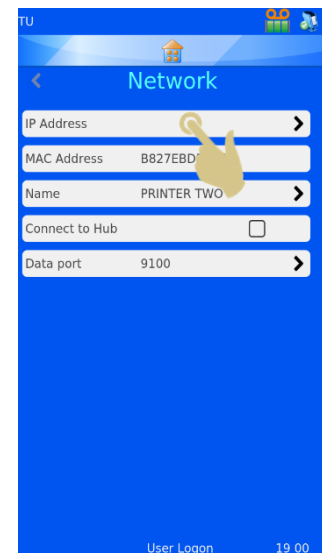 TU
Network
IP Address
MAC Address B827EBD
Name PRINTER TWO
Connect to Hub
Data port 9100
User Logon 19 00